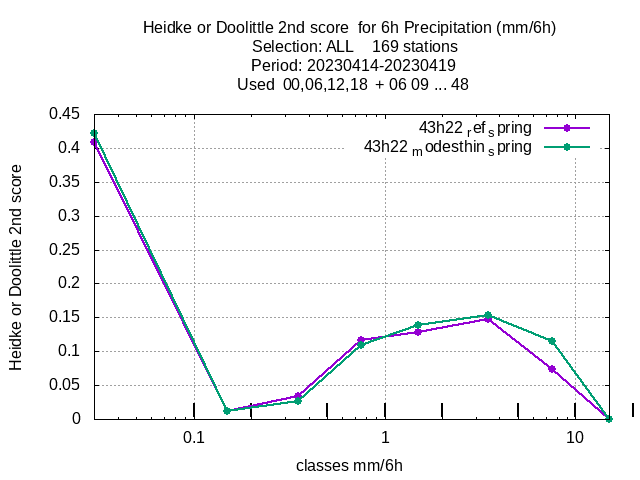 Heidke or Doolittle 2nd score  for 6h Precipitation (mm/6h)
Selection: ALL    169 stations
Period: 20230414-20230419
Used  00,06,12,18  + 06 09 ... 48
43h22 ref spring
43h22 modesthin spring
Heidke or Doolittle 2nd score
0.45
0.4
0.35
0.3
0.25
0.2
0.15
0.1
0.05
0
0.1 1 10
classes mm/6h